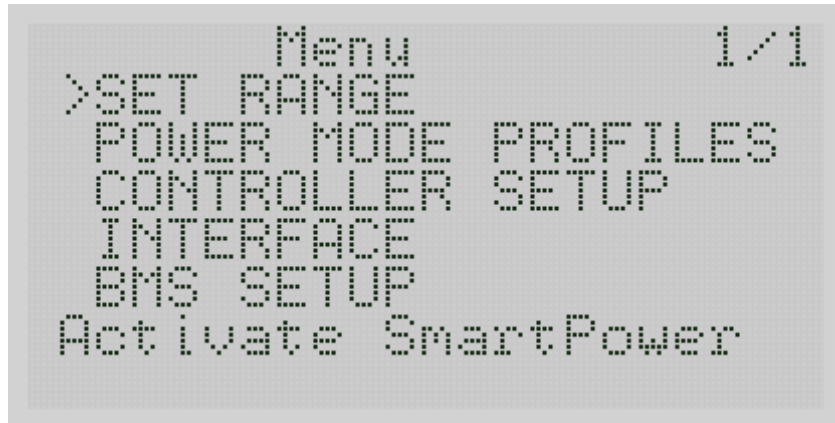 Menu 1/1
>SET RANGE
POWER MODE PROFILES
CONTROLLER SETUP
INTERFACE
BMS SETUP
Activate SmartPower